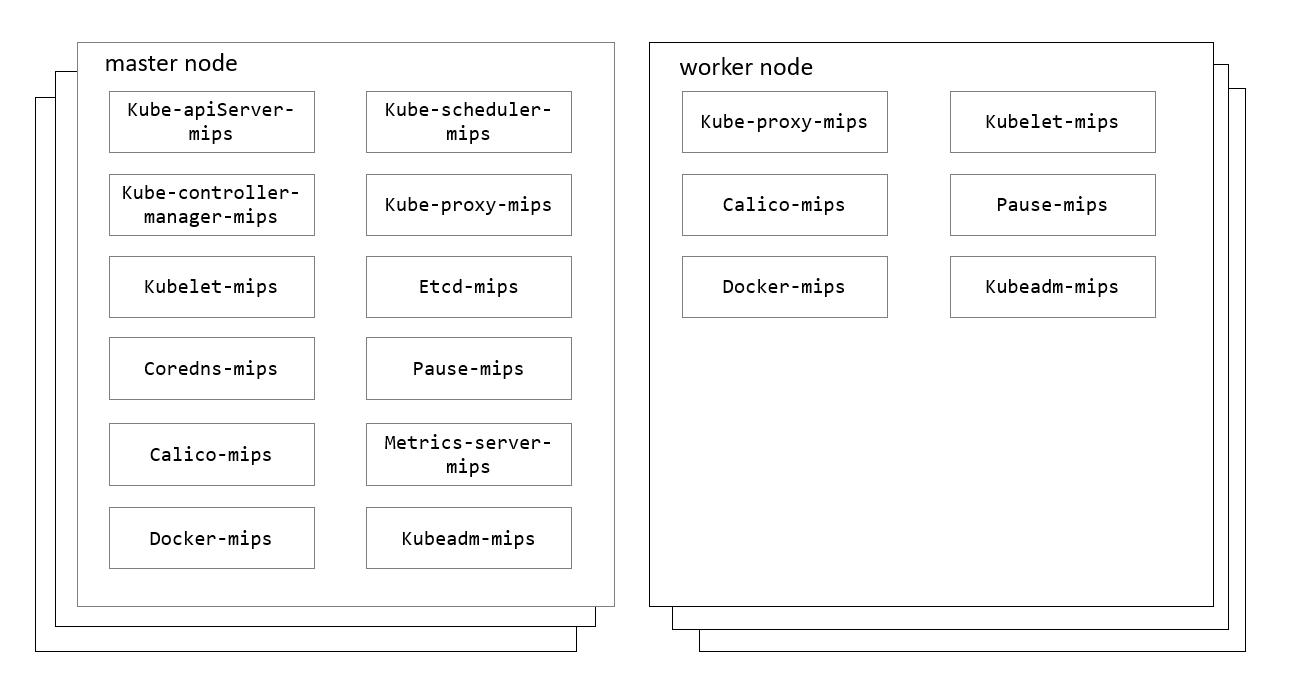 master node
Kube-apiServer-
mips
Kube-scheduler-
mips
Kube-controller-
manager-mips
Kube-proxy-mips
Kubelet-mips
Etcd-mips
Coredns-mips
Pause-mips
Calico-mips
Metrics-server-
mips
Docker-mips
Kubeadm-mips
worker node
Kube-proxy-mips
Kubelet-mips
Calico-mips
Pause-mips
Docker-mips
Kubeadm-mips